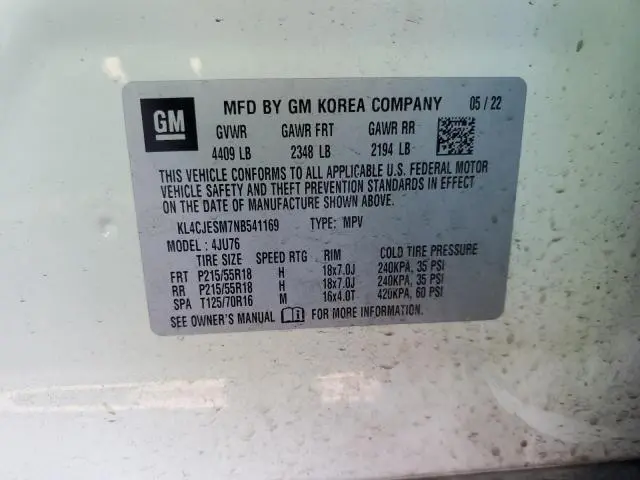 GM
MFD BY GM KOREA COMPANY 05 / 22
GVWR GAWR FRT GAWR RR
4409 LB 2348 LB 2194 LB
THIS VEHICLE CONFORMS TO ALL APPLICABLE U.S. FEDERAL MOTOR
VEHICLE SAFETY AND THEFT PREVENTION STANDARDS IN EFFECT
ON THE DATE OF MANUFACTURE SHOWN ABOVE.
KL4CJESM7NB541169 TYPE: MPV
MODEL : 4JU76
TIRE SIZE SPEED RTG RIM COLD TIRE PRESSURE
FRT P215/55R18 H 18x7.0J 240KPA, 35 PSI
RR P215/55R18 H 18x7.0J 240KPA, 35 PSI
SPA T125/70R16 M 16x4.0T 420KPA, 60 PSI
SEE OWNER'S MANUAL FOR MORE INFORMATION.